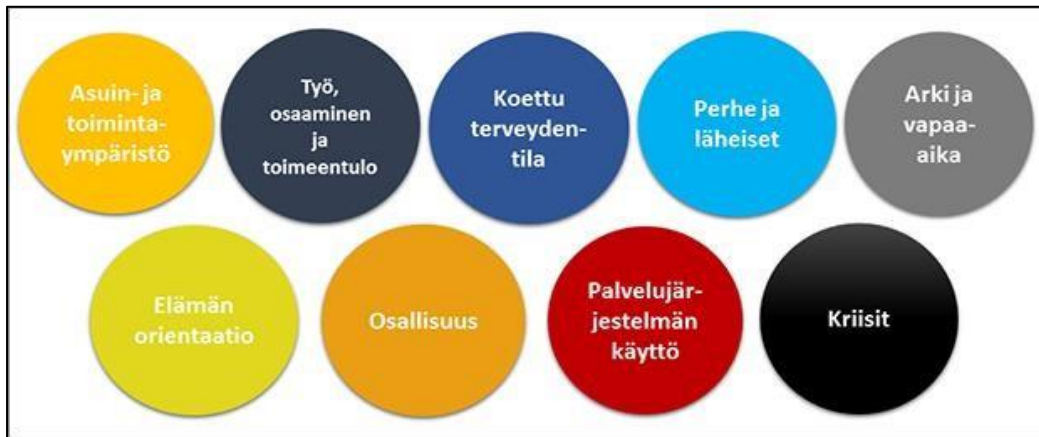 Asuin- ja
toiminta-
ympäristö
Työ,
osaaminen
ja
toimeentulo
Koettu
terveyden-
tila
Perhe ja
läheiset
Arki ja
vapaa-
aika
Elämän
orientaatio
Osallisuus
Palvelujär-
jestelmän
käyttö
Kriisit